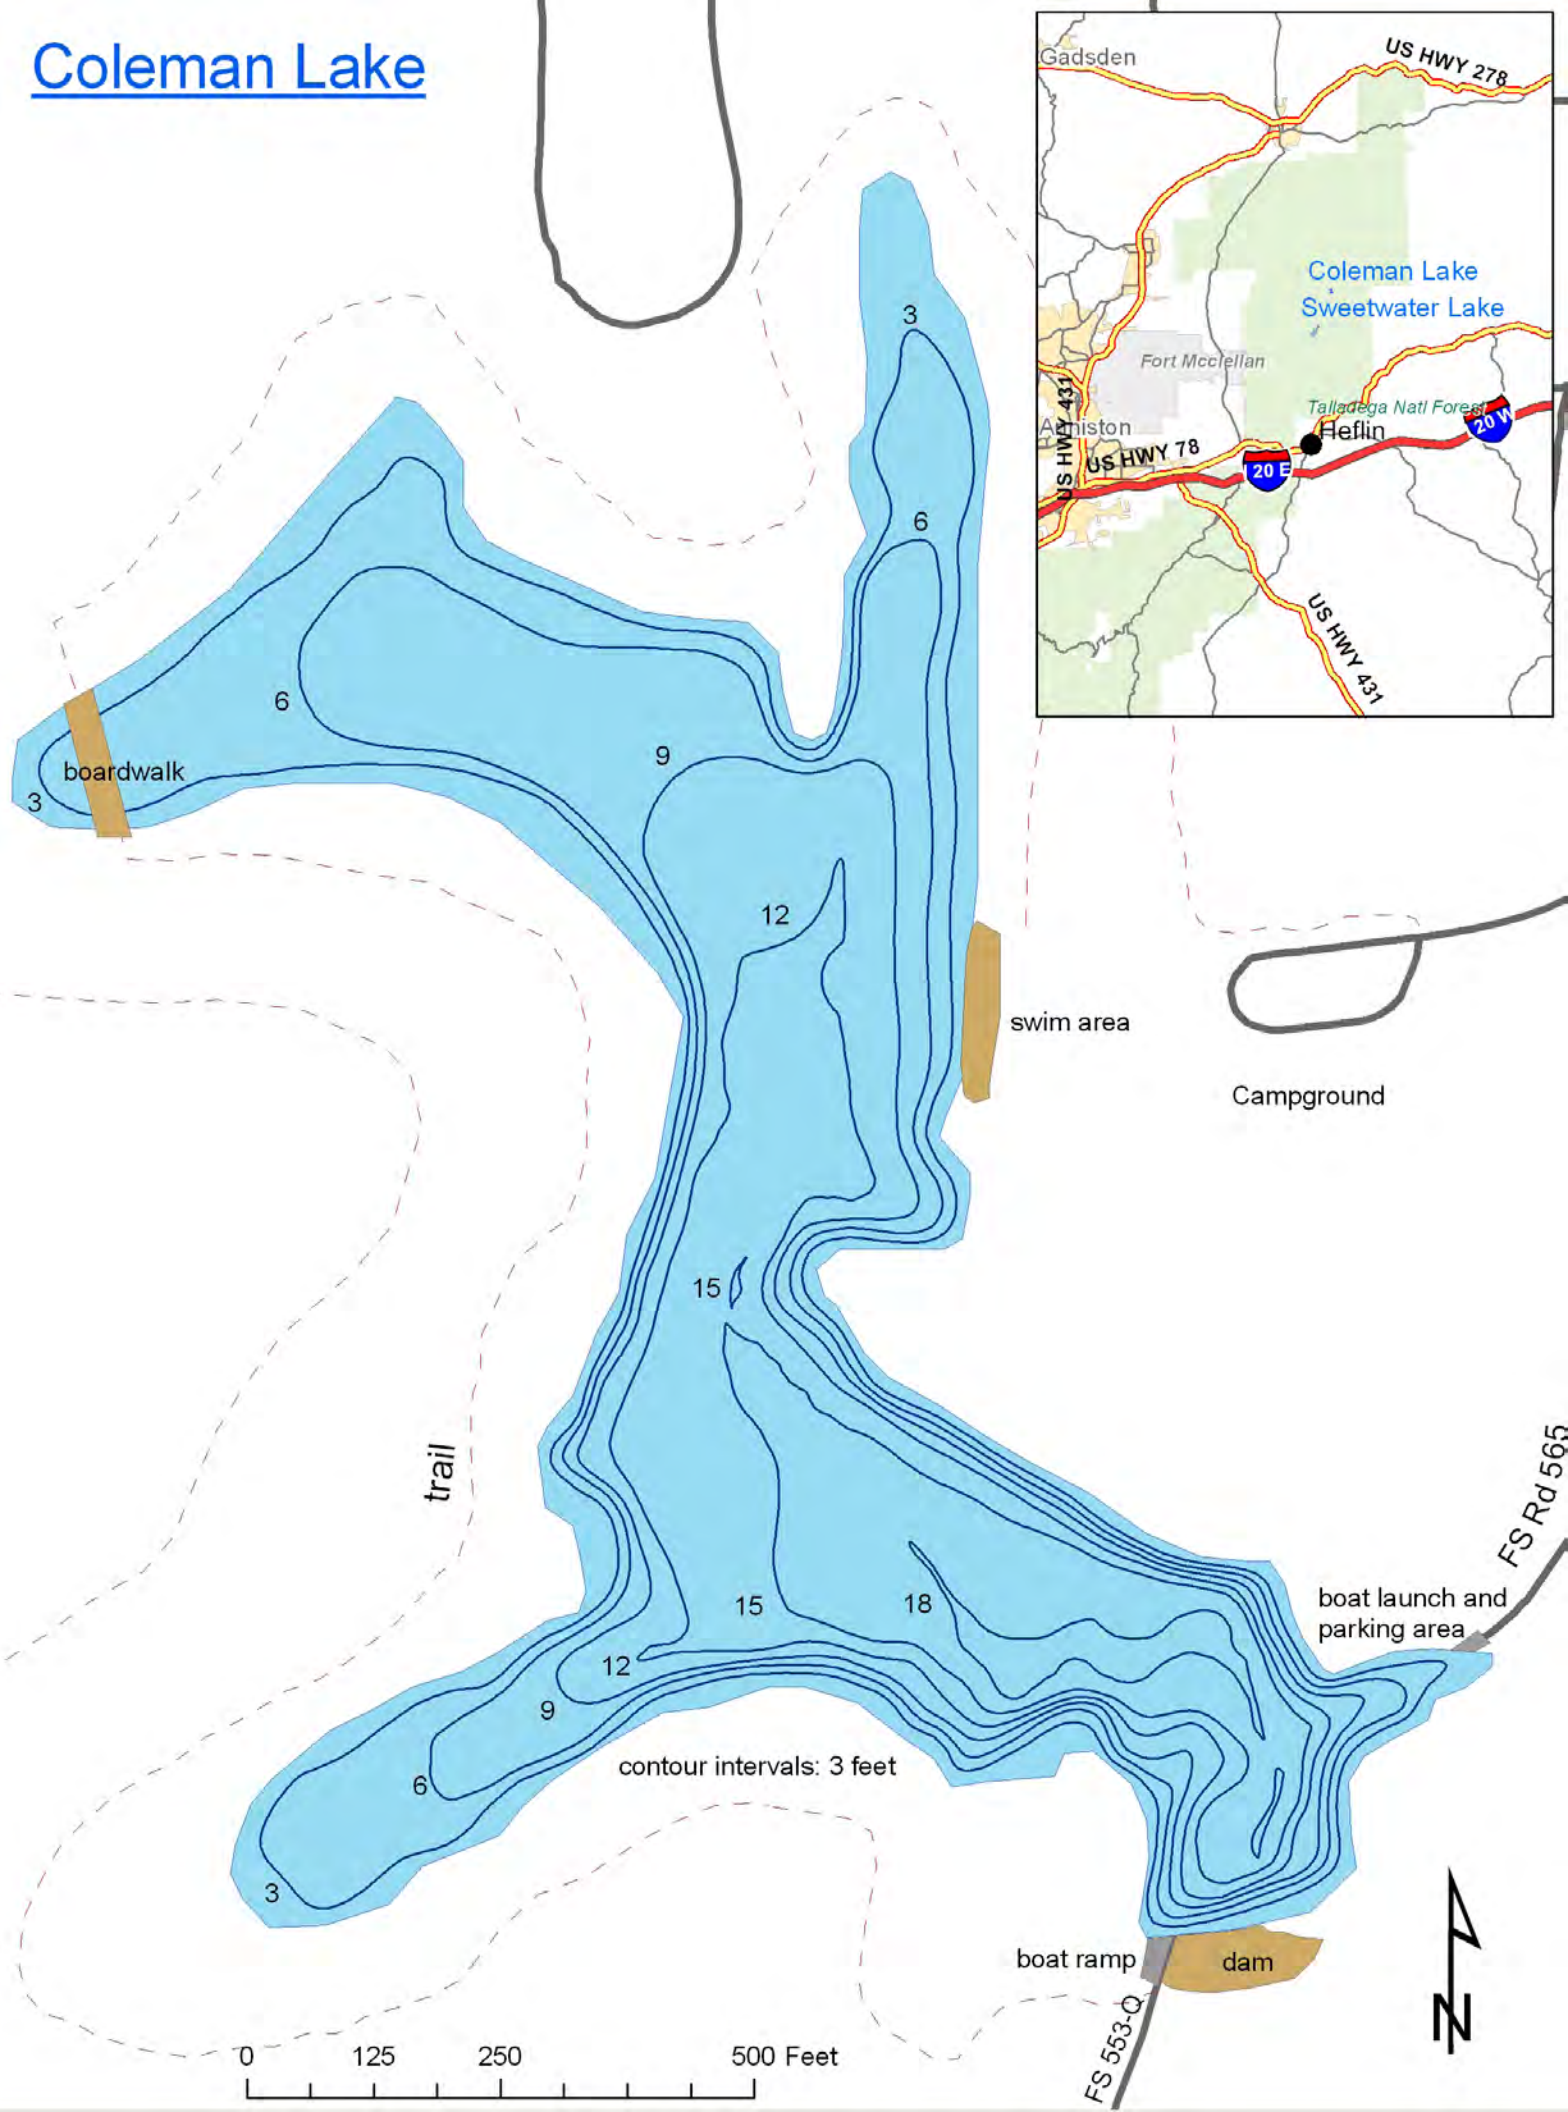 Coleman Lake
Gadsden
US HWY 278
Coleman Lake
Sweetwater Lake
Fort Mcclellan
Talladega Natl Forest
Anniston
Heflin
US HWY 431
US HWY 78
20 E
20 W
US HWY 431
3
6
6
9
boardwalk
3
12
swim area
Campground
15
trail
FS Rd 565
boat launch and
parking area
15
18
12
9
contour intervals: 3 feet
6
3
boat ramp
dam
FS 553-Q
N
0 125 250 500 Feet